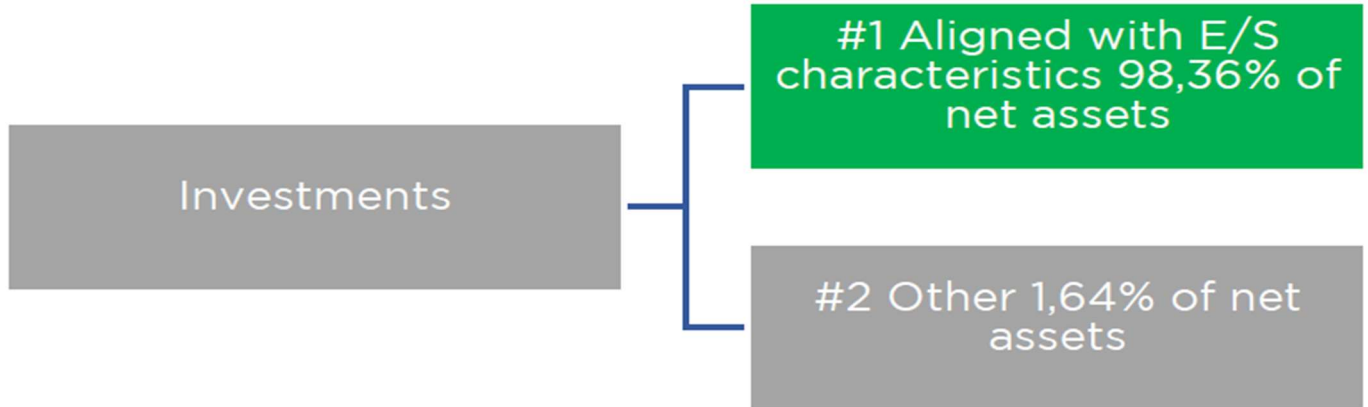 #1 Aligned with E/S
characteristics 98,36% of
net assets
Investments
#2 Other 1,64% of net
assets